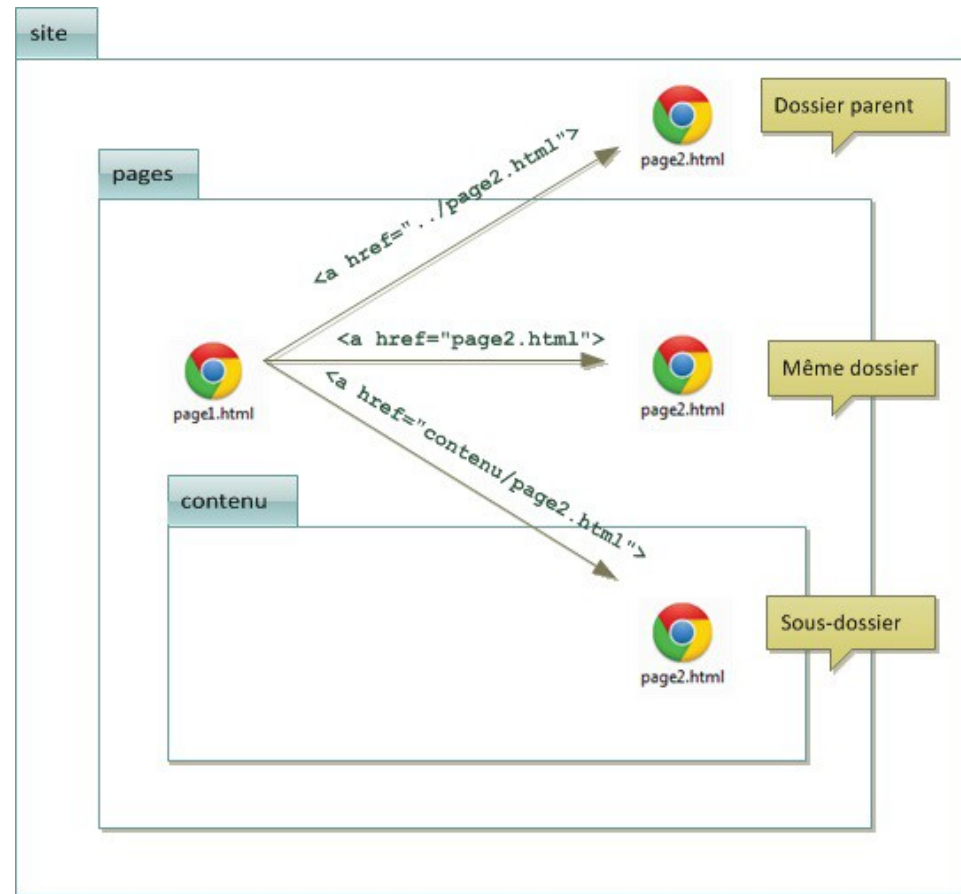 site
Dossier parent
page2.html
<a href="../page2.html">
pages
<a href="page2.html">
Même dossier
page1.html
page2.html
<a href="contenu/page2.html">
contenu
Sous-dossier
page2.html